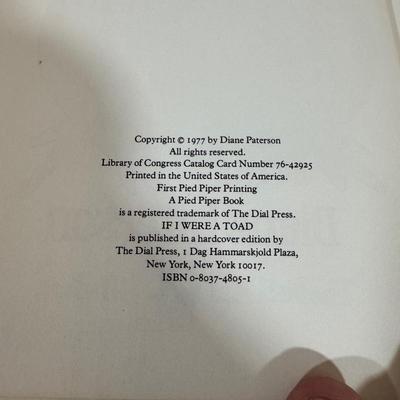 Copyright © 1977 by Diane Paterson
All rights reserved.
Library of Congress Catalog Card Number 76-42925
Printed in the United States of America.
First Pied Piper Printing
A Pied Piper Book
is a registered trademark of The Dial Press.
IF I WERE A TOAD
is published in a hardcover edition by
The Dial Press, 1 Dag Hammarskjold Plaza,
New York, New York 10017.
ISBN 0-8037-4805-1